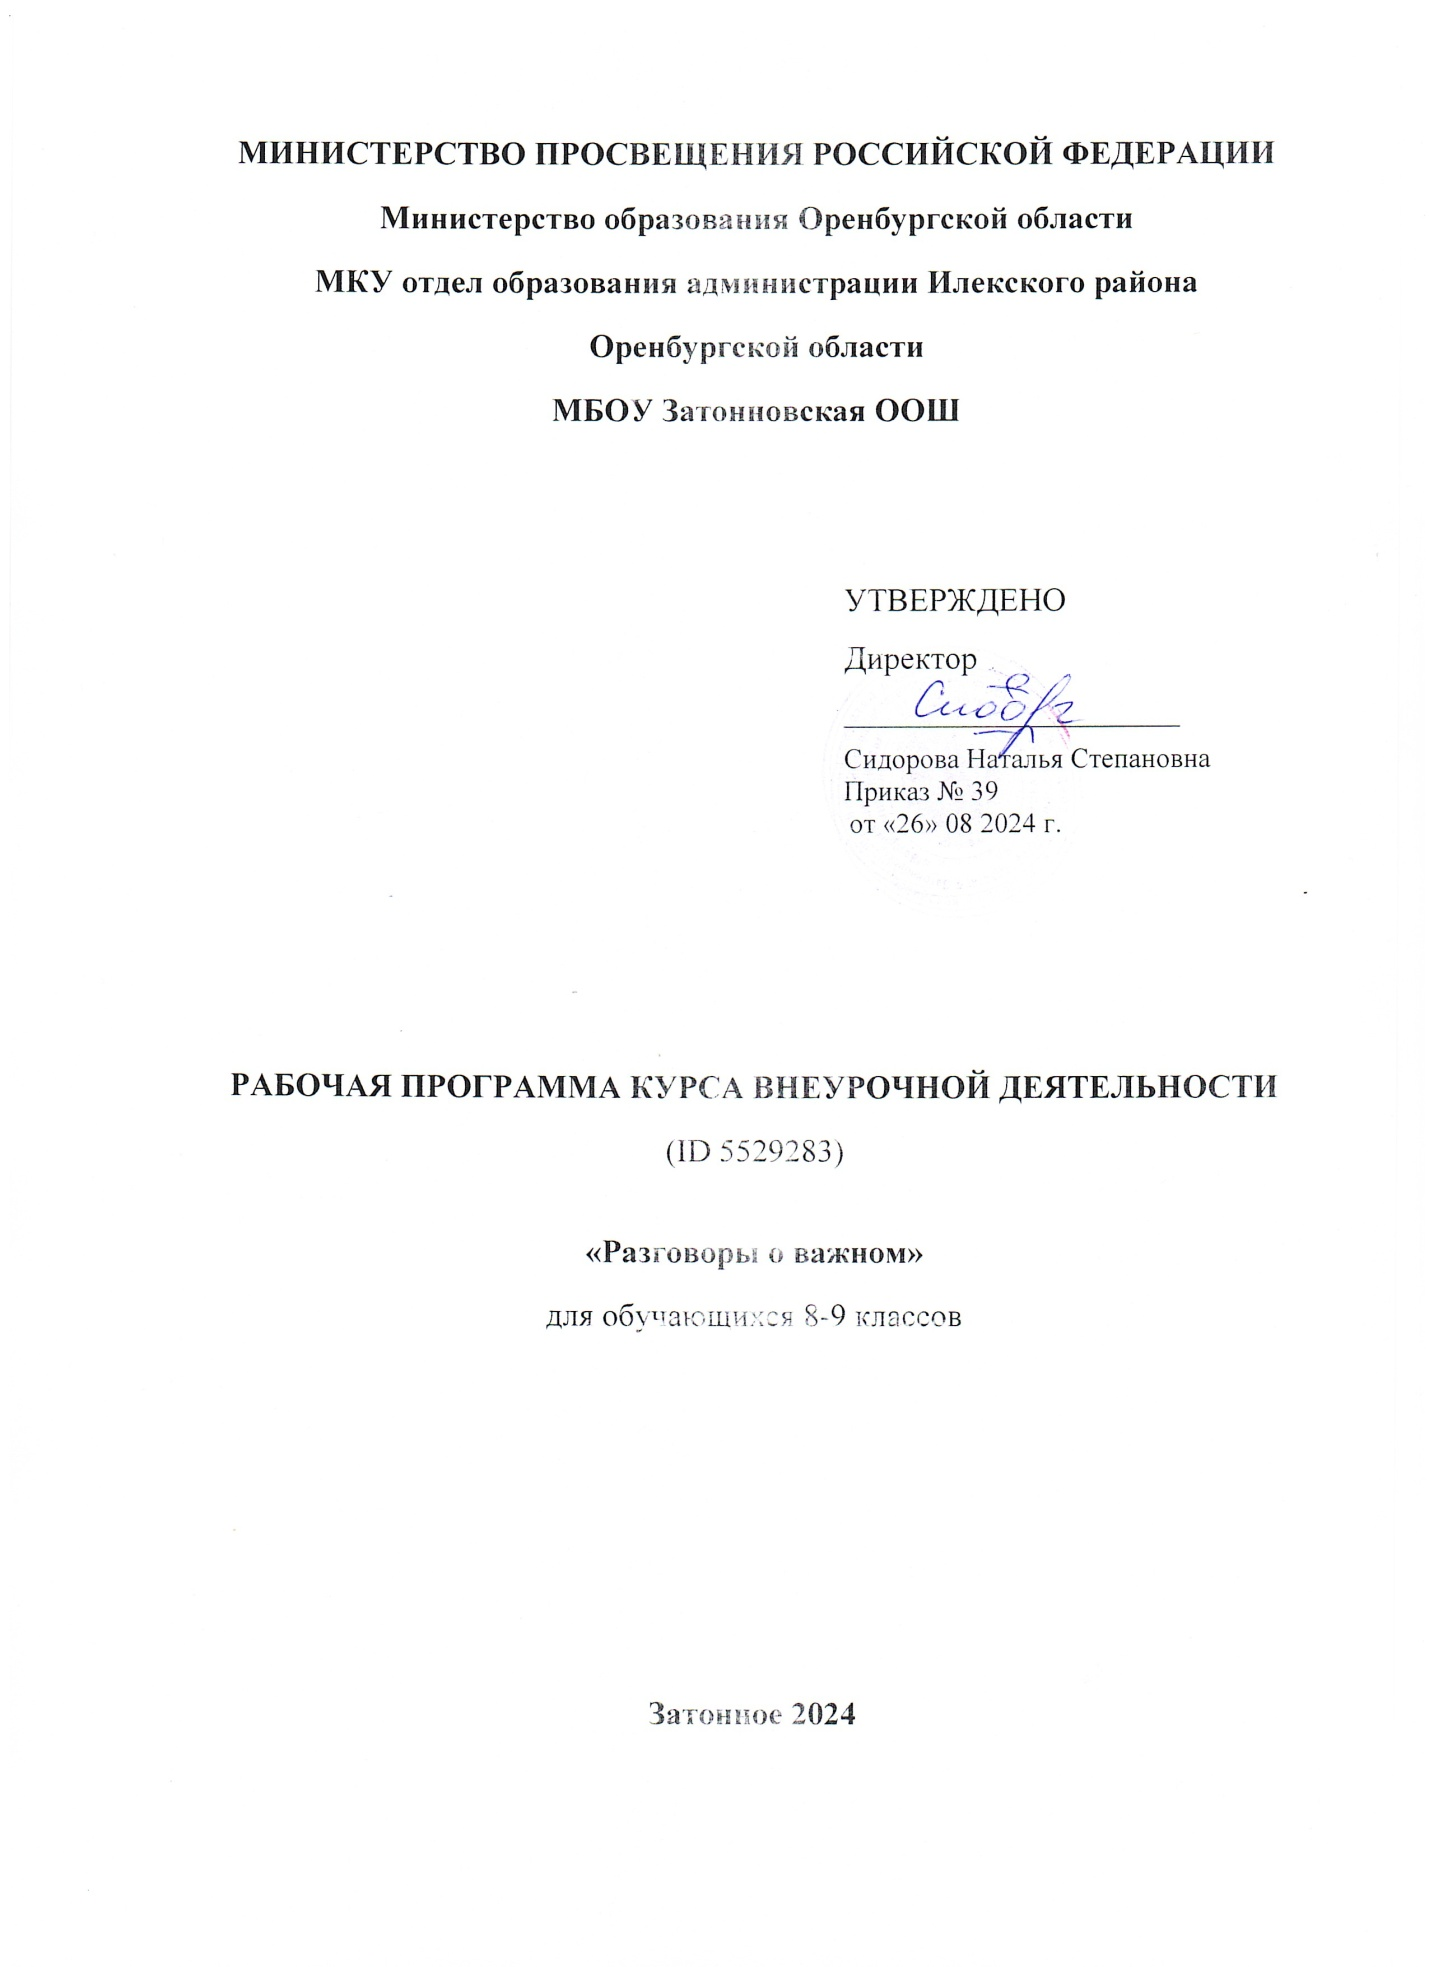 МИНИСТЕРСТВО ПРОСВЕЩЕНИЯ РОССИЙСКОЙ ФЕДЕРАЦИИ
Министерство образования Оренбургской области
МКУ отдел образования администрации Илекского района
Оренбургской области
МБОУ Затонновская ООШ
УТВЕРЖДЕНО
Директор
Сидорова Наталья Степановна
Приказ № 39
от «26» 08 2024 г.
РАБОЧАЯ ПРОГРАММА КУРСА ВНЕУРОЧНОЙ ДЕЯТЕЛЬНОСТИ
(ID 5529283)
«Разговоры о важном»
для обучающихся 8-9 классов
Затонное 2024